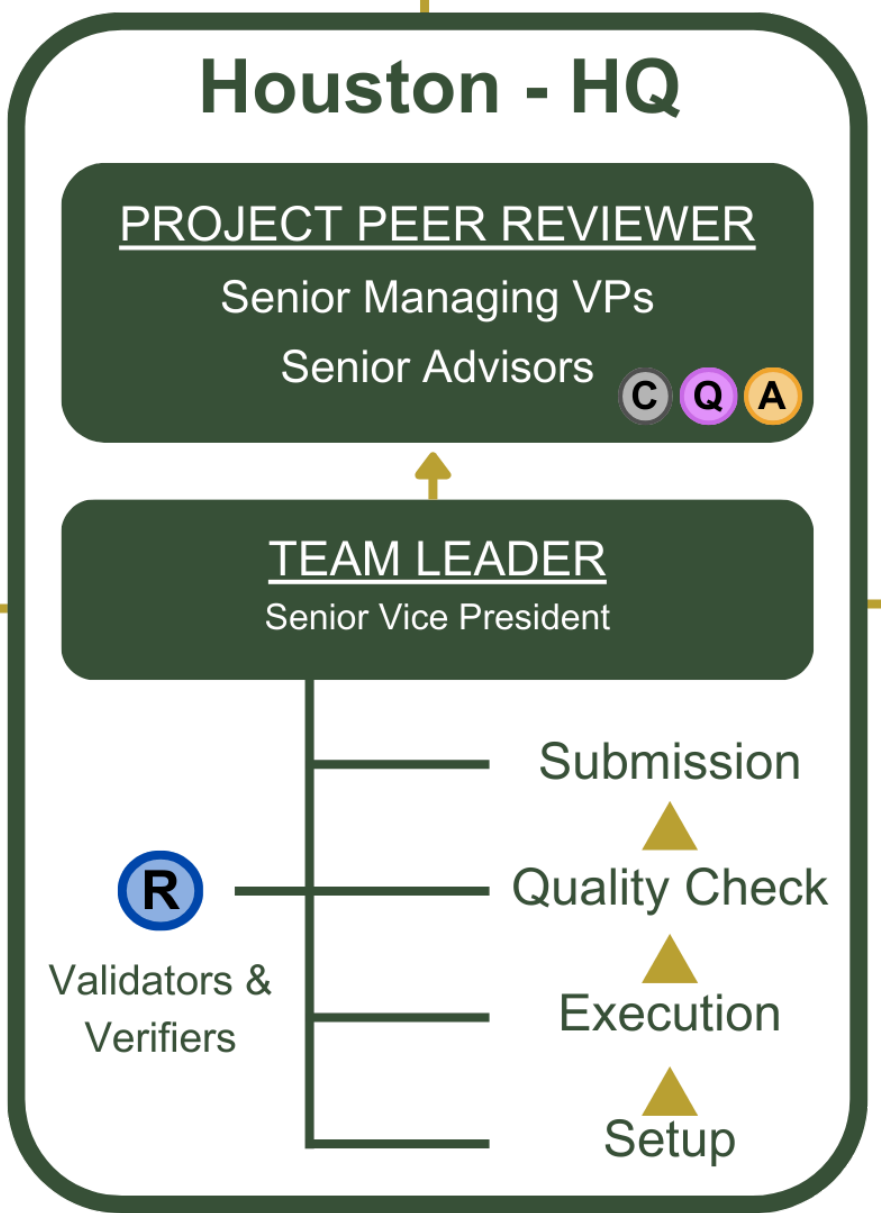 Houston - HQ
PROJECT PEER REVIEWER
Senior Managing VPs
Senior Advisors
C Q A
TEAM LEADER
Senior Vice President
Submission
R
Quality Check
Validators &
Verifiers
Execution
Setup